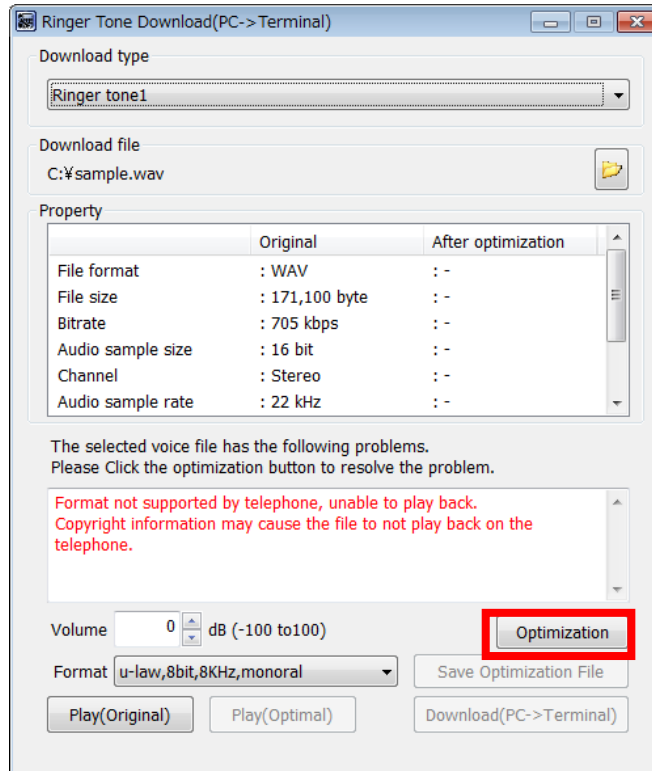 Ringer Tone Download(PC->Terminal)
Download type
Ringer tone1
Download file
C:¥sample.wav
Property
Original After optimization
File format : WAV : -
File size : 171,100 byte : -
Bitrate : 705 kbps : -
Audio sample size : 16 bit : -
Channel : Stereo : -
Audio sample rate : 22 kHz : -
The selected voice file has the following problems.
Please Click the optimization button to resolve the problem.
Format not supported by telephone, unable to play back.
Copyright information may cause the file to not play back on the
telephone.
Volume 0 dB (-100 to100) Optimization
Format u-law,8bit,8KHz,monoral Save Optimization File
Play(Original) Play(Optimal) Download(PC->Terminal)